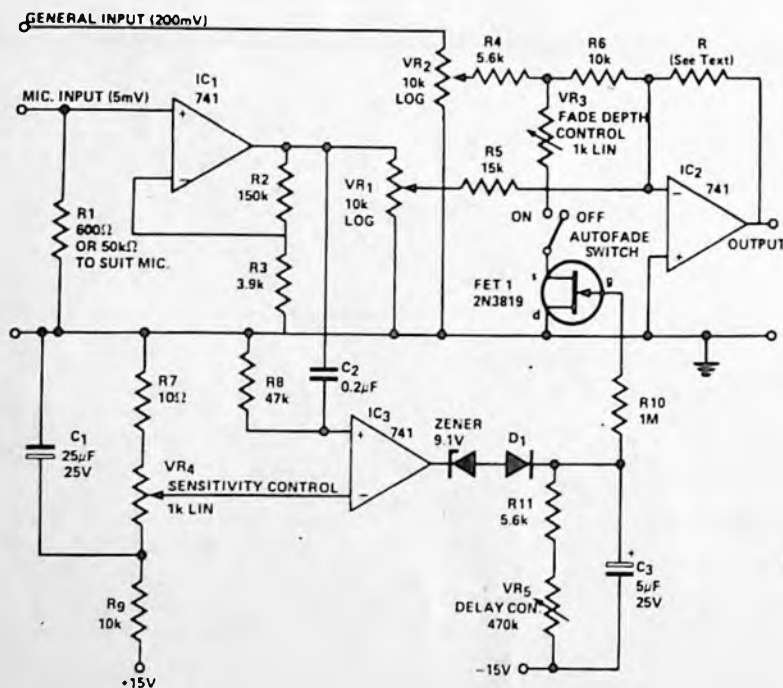 GENERAL INPUT (200mV)
MIC. INPUT (5mV)
IC1
741
+
−
R1
600Ω
OR 50kΩ
TO SUIT MIC.
R2
150k
R3
3.9k
VR1
10k
LOG
VR2
10k
LOG
R4
5.6k
R6
10k
R
(See Text)
VR3
FADE DEPTH
CONTROL
1k LIN
R5
15k
IC2
741
−
+
OUTPUT
ON
OFF
AUTOFADE
SWITCH
FET 1
2N3819
s
g
d
C1
25µF
25V
R7
10Ω
VR4
SENSITIVITY CONTROL
1k LIN
R9
10k
+15V
R8
47k
C2
0.2µF
IC3
741
+
−
ZENER
9.1V
D1
R10
1M
R11
5.6k
VR5
DELAY CON.
470k
+
C3
5µF
25V
−15V